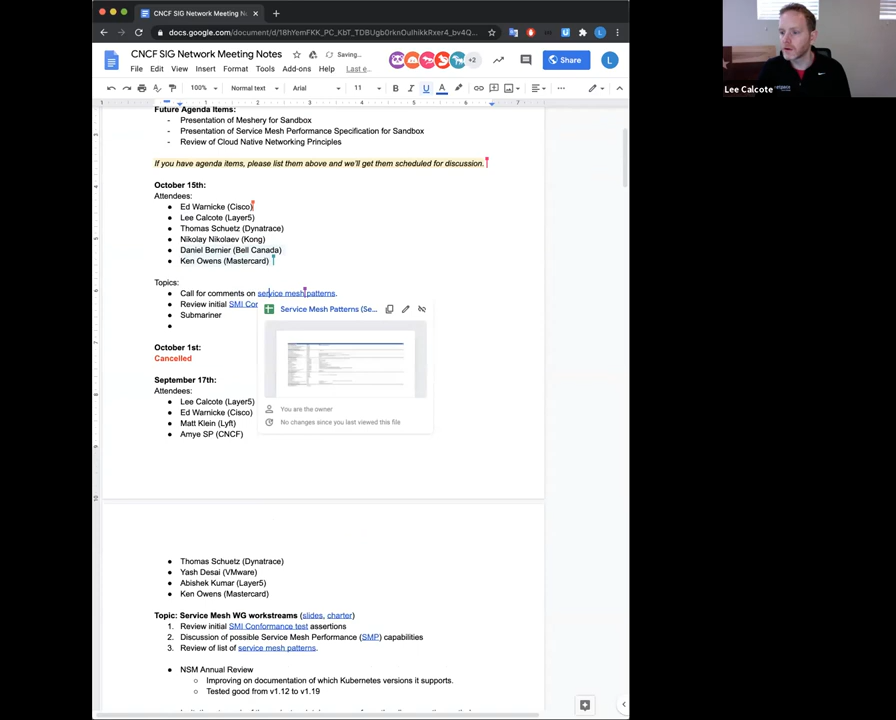 CNCF SIG Network Meeting N
docs.google.com/document/d/18hYemFKK_PC_KbT_TDBUgb0rknOulhikkRxer4_bv4Q...
CNCF SIG Network Meeting Notes
Saving...
+2
Share
L
File Edit View Insert Format Tools Add-ons Help Last e...
100% Normal text Arial 11 B I U A
Future Agenda Items:
- Presentation of Meshery for Sandbox
- Presentation of Service Mesh Performance Specification for Sandbox
- Review of Cloud Native Networking Principles
If you have agenda items, please list them above and we'll get them scheduled for discussion.
October 15th:
Attendees:
● Ed Warnicke (Cisco)
● Lee Calcote (Layer5)
● Thomas Schuetz (Dynatrace)
● Nikolay Nikolaev (Kong)
● Daniel Bernier (Bell Canada)
● Ken Owens (Mastercard)
Topics:
● Call for comments on service mesh patterns.
● Review initial SMI Con
Service Mesh Patterns (Se...
● Submariner
●
October 1st:
Cancelled
September 17th:
Attendees:
● Lee Calcote (Layer5)
● Ed Warnicke (Cisco)
● Matt Klein (Lyft)
● Amye SP (CNCF)
You are the owner
No changes since you last viewed this file
● Thomas Schuetz (Dynatrace)
● Yash Desai (VMware)
● Abishek Kumar (Layer5)
● Ken Owens (Mastercard)
Topic: Service Mesh WG workstreams (slides, charter)
1. Review initial SMI Conformance test assertions
2. Discussion of possible Service Mesh Performance (SMP) capabilities
3. Review of list of service mesh patterns.
● NSM Annual Review
○ Improving on documentation of which Kubernetes versions it supports.
○ Tested good from v1.12 to v1.19
Lee Calcote